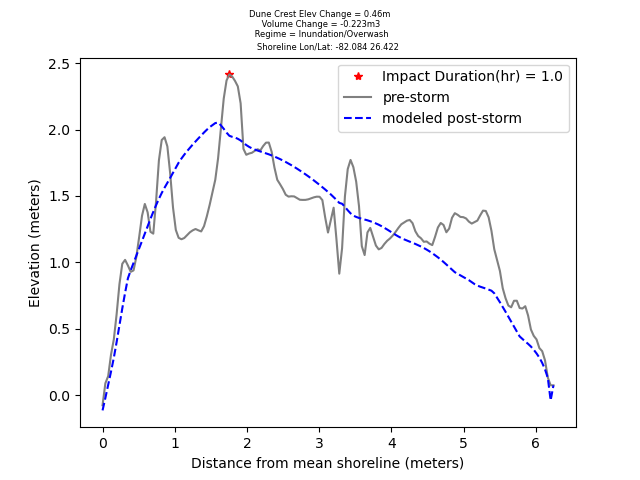 Dune Crest Elev Change = 0.46m
Volume Change = -0.223m3
Regime = Inundation/Overwash
Shoreline Lon/Lat: -82.084 26.422
Impact Duration(hr) = 1.0
pre-storm
modeled post-storm
Elevation (meters)
2.5
2.0
1.5
1.0
0.5
0.0
0 1 2 3 4 5 6
Distance from mean shoreline (meters)